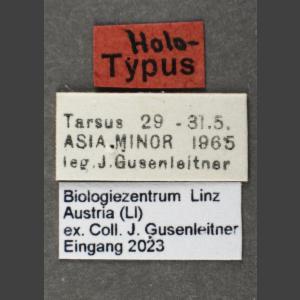 Holo-
Typus
Tarsus 29 - 31.5.
ASIA.MINOR 1965
leg.J.Gusenleitner
Biologiezentrum Linz
Austria (LI)
ex. Coll. J. Gusenleitner
Eingang 2023